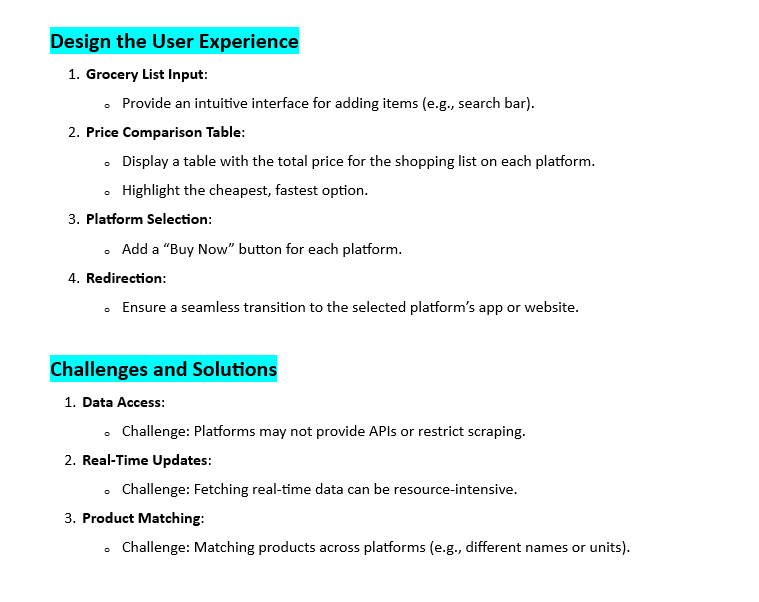 Design the User Experience
1. Grocery List Input:
o Provide an intuitive interface for adding items (e.g., search bar).
2. Price Comparison Table:
o Display a table with the total price for the shopping list on each platform.
o Highlight the cheapest, fastest option.
3. Platform Selection:
o Add a “Buy Now” button for each platform.
4. Redirection:
o Ensure a seamless transition to the selected platform’s app or website.
Challenges and Solutions
1. Data Access:
o Challenge: Platforms may not provide APIs or restrict scraping.
2. Real-Time Updates:
o Challenge: Fetching real-time data can be resource-intensive.
3. Product Matching:
o Challenge: Matching products across platforms (e.g., different names or units).